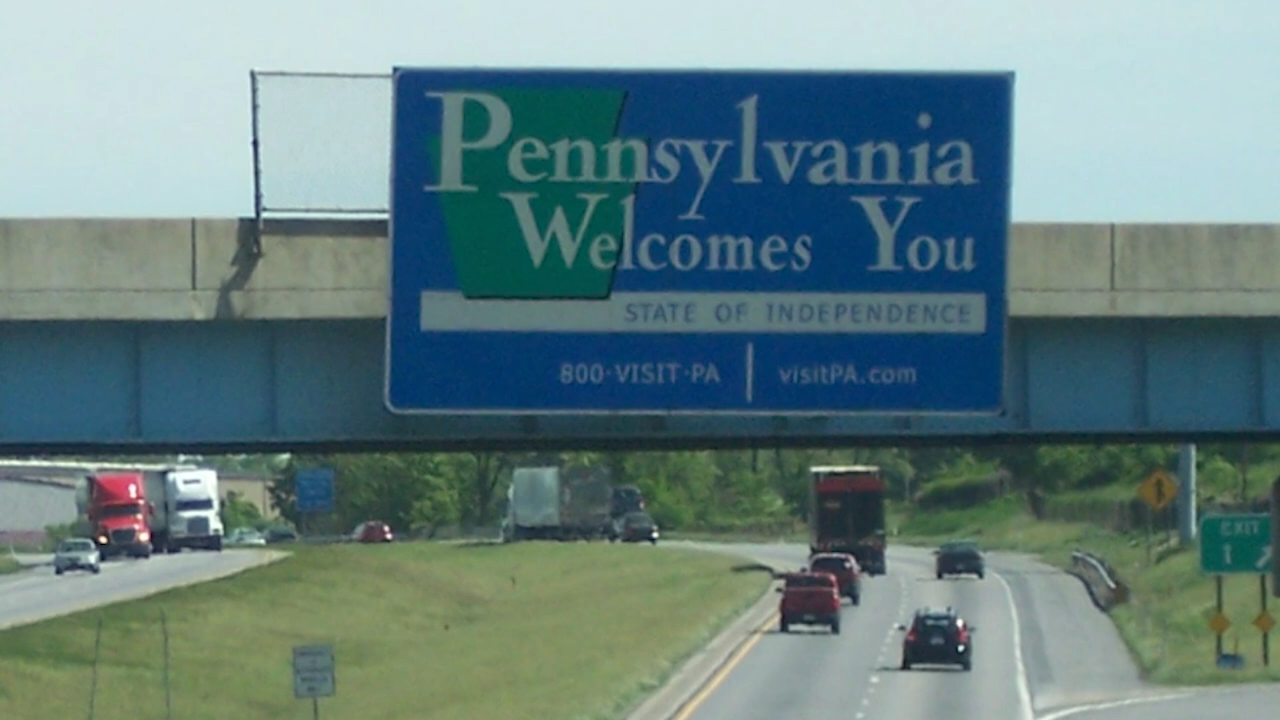 Pennsylvania
Welcomes You
STATE OF INDEPENDENCE
800·VISIT·PA | visitPA.com
EXIT
1